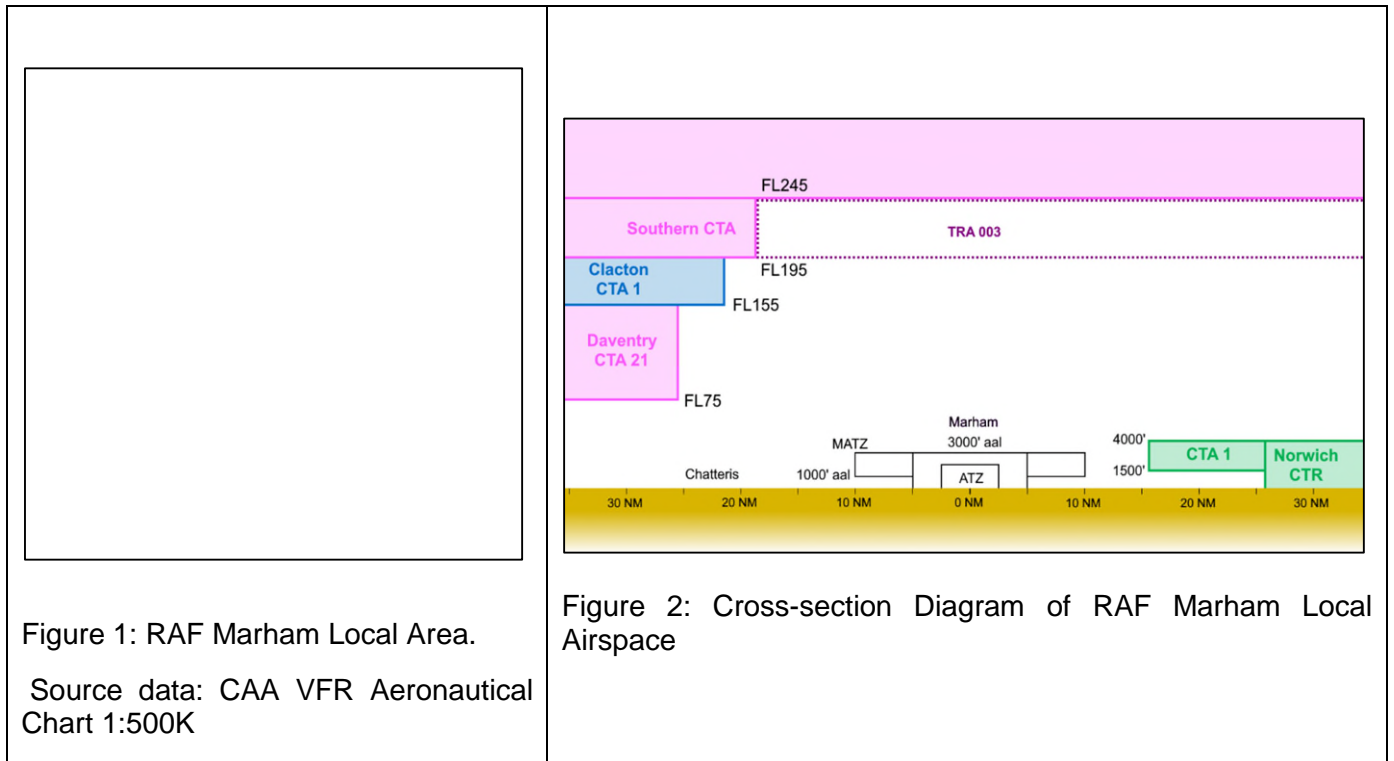 Figure 1: RAF Marham Local Area.
Source data: CAA VFR Aeronautical
Chart 1:500K
FL245
Southern CTA
TRA 003
Clacton
CTA 1
FL195
FL155
Daventry
CTA 21
FL75
Marham
MATZ
3000' aal
4000'
CTA 1
Norwich
CTR
Chatteris
1000' aal
ATZ
1500'
30 NM 20 NM 10 NM 0 NM 10 NM 20 NM 30 NM
Figure 2: Cross-section Diagram of RAF Marham Local
Airspace